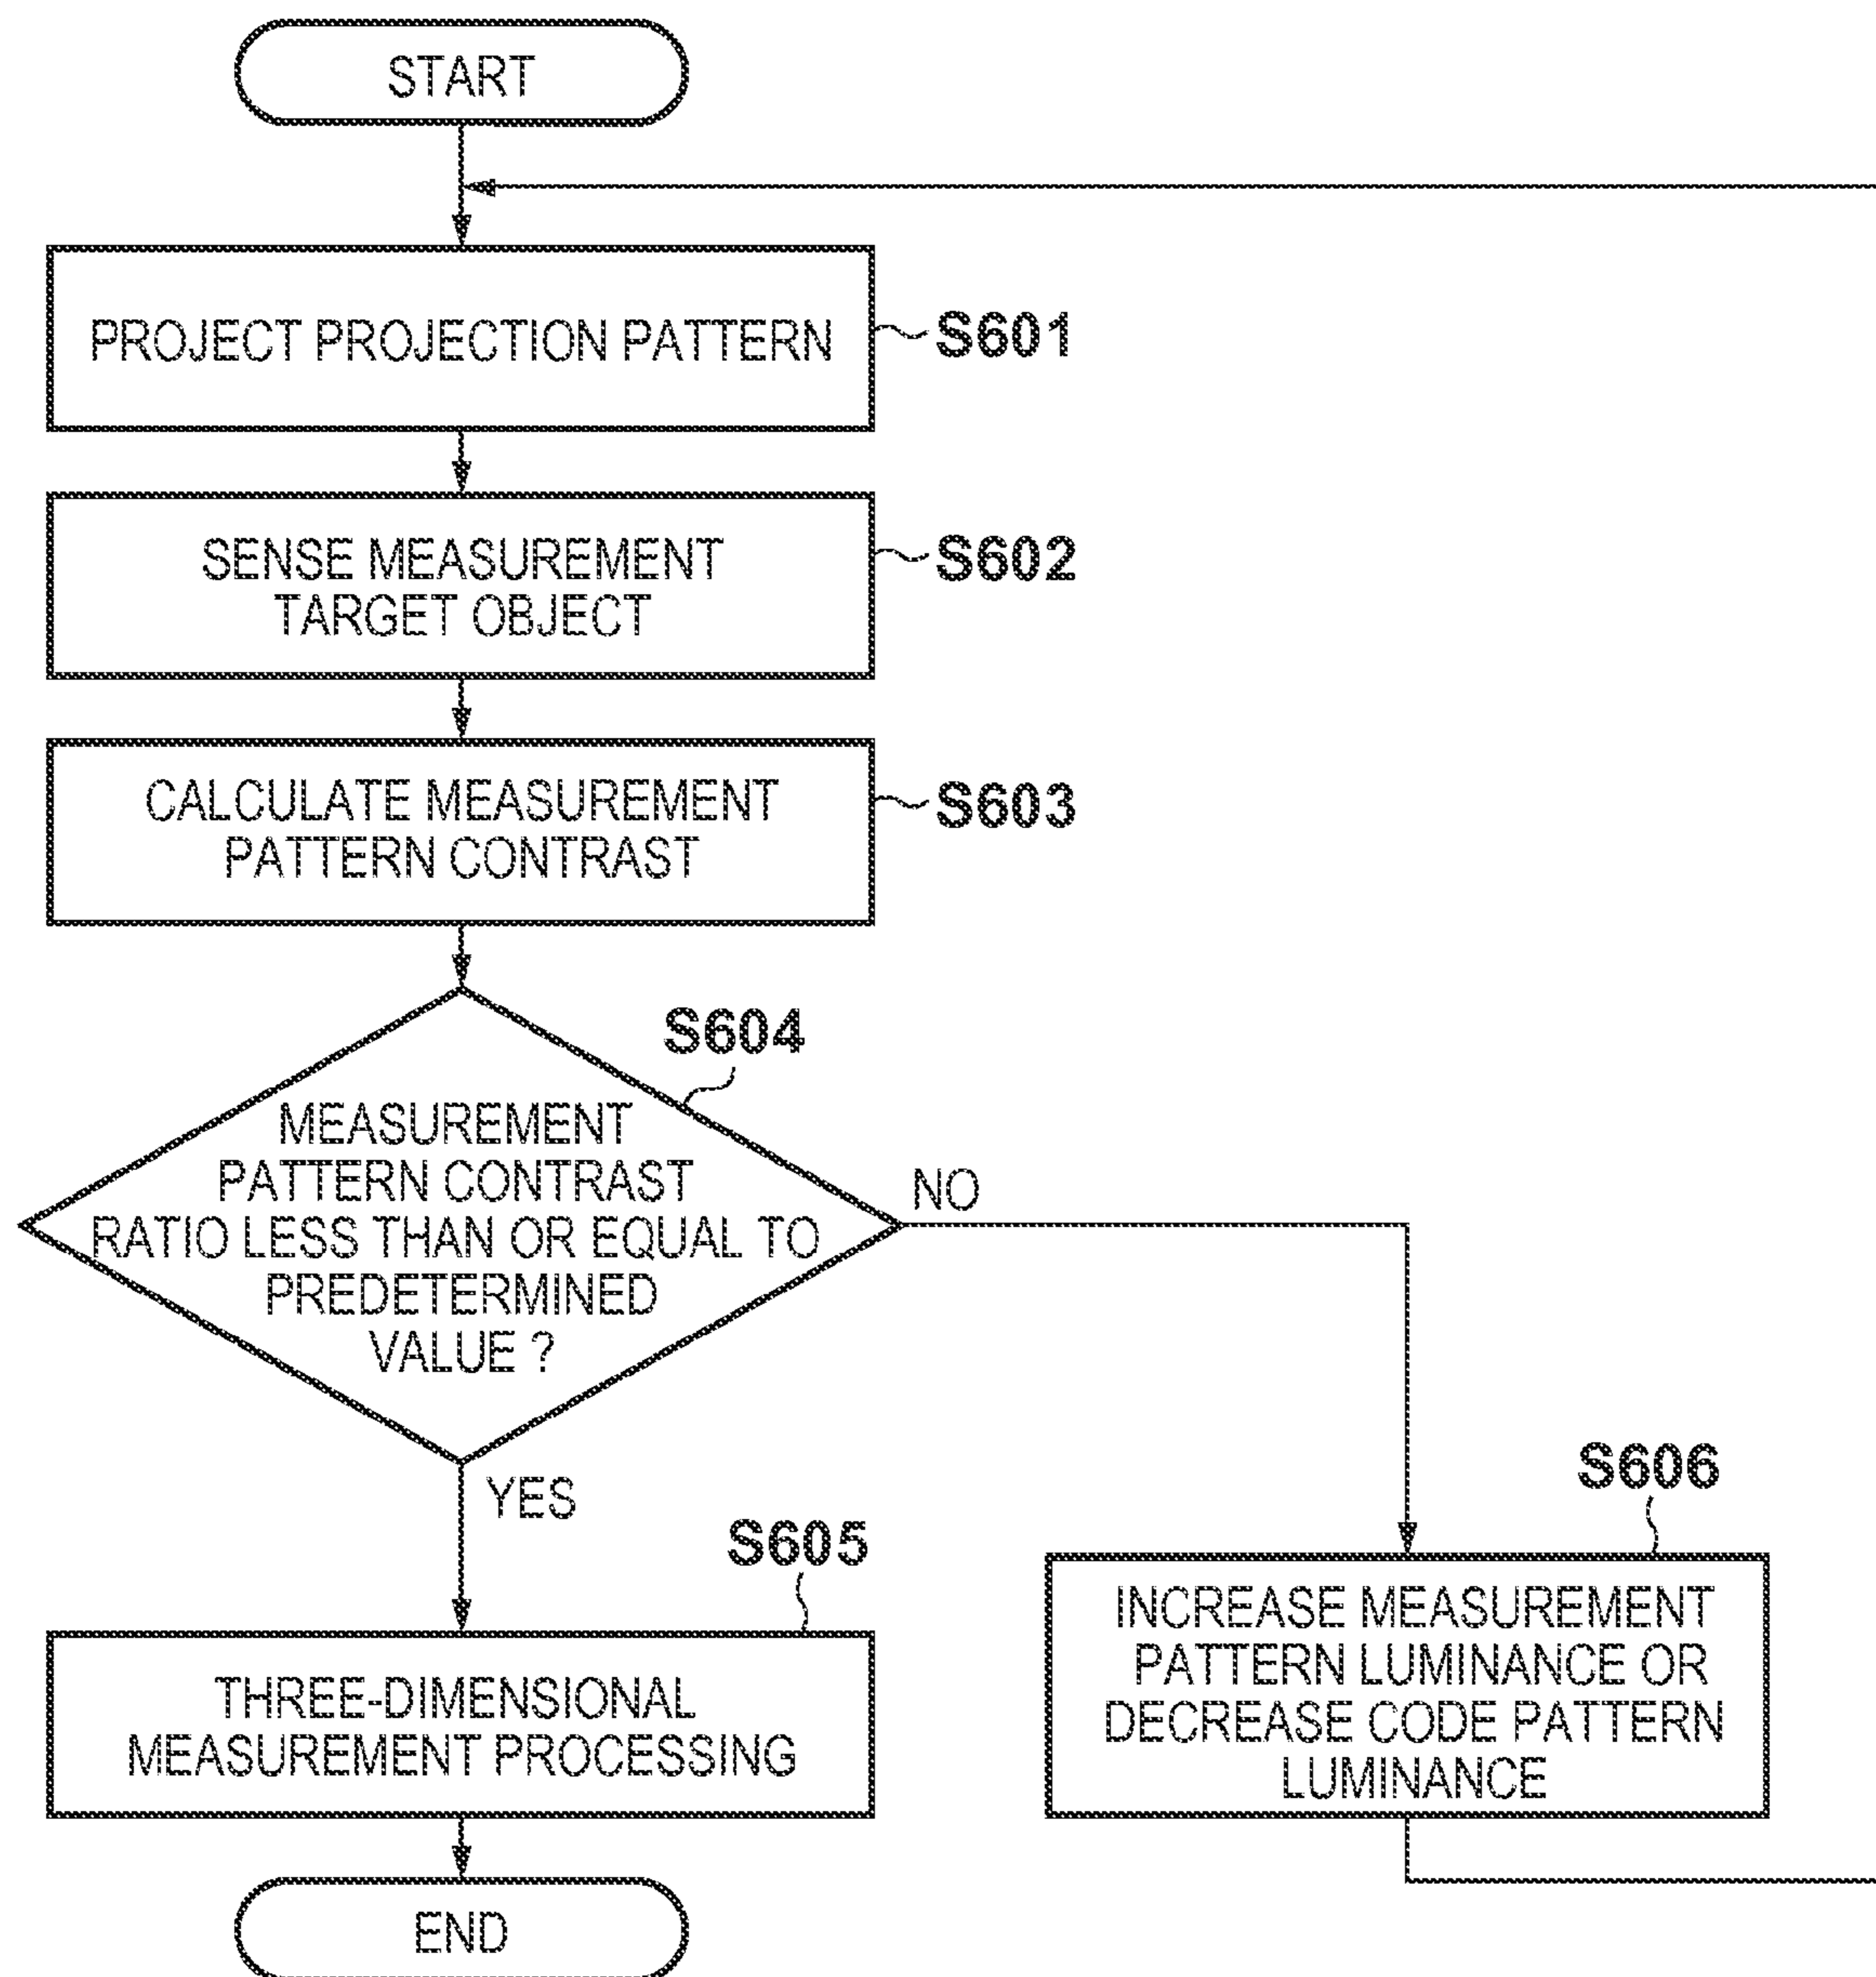 START
PROJECT PROJECTION PATTERN
S601
SENSE MEASUREMENT
TARGET OBJECT
S602
CALCULATE MEASUREMENT
PATTERN CONTRAST
S603
S604
MEASUREMENT
PATTERN CONTRAST
RATIO LESS THAN OR EQUAL TO
PREDETERMINED
VALUE ?
NO
YES
S605
THREE-DIMENSIONAL
MEASUREMENT PROCESSING
S606
INCREASE MEASUREMENT
PATTERN LUMINANCE OR
DECREASE CODE PATTERN
LUMINANCE
END